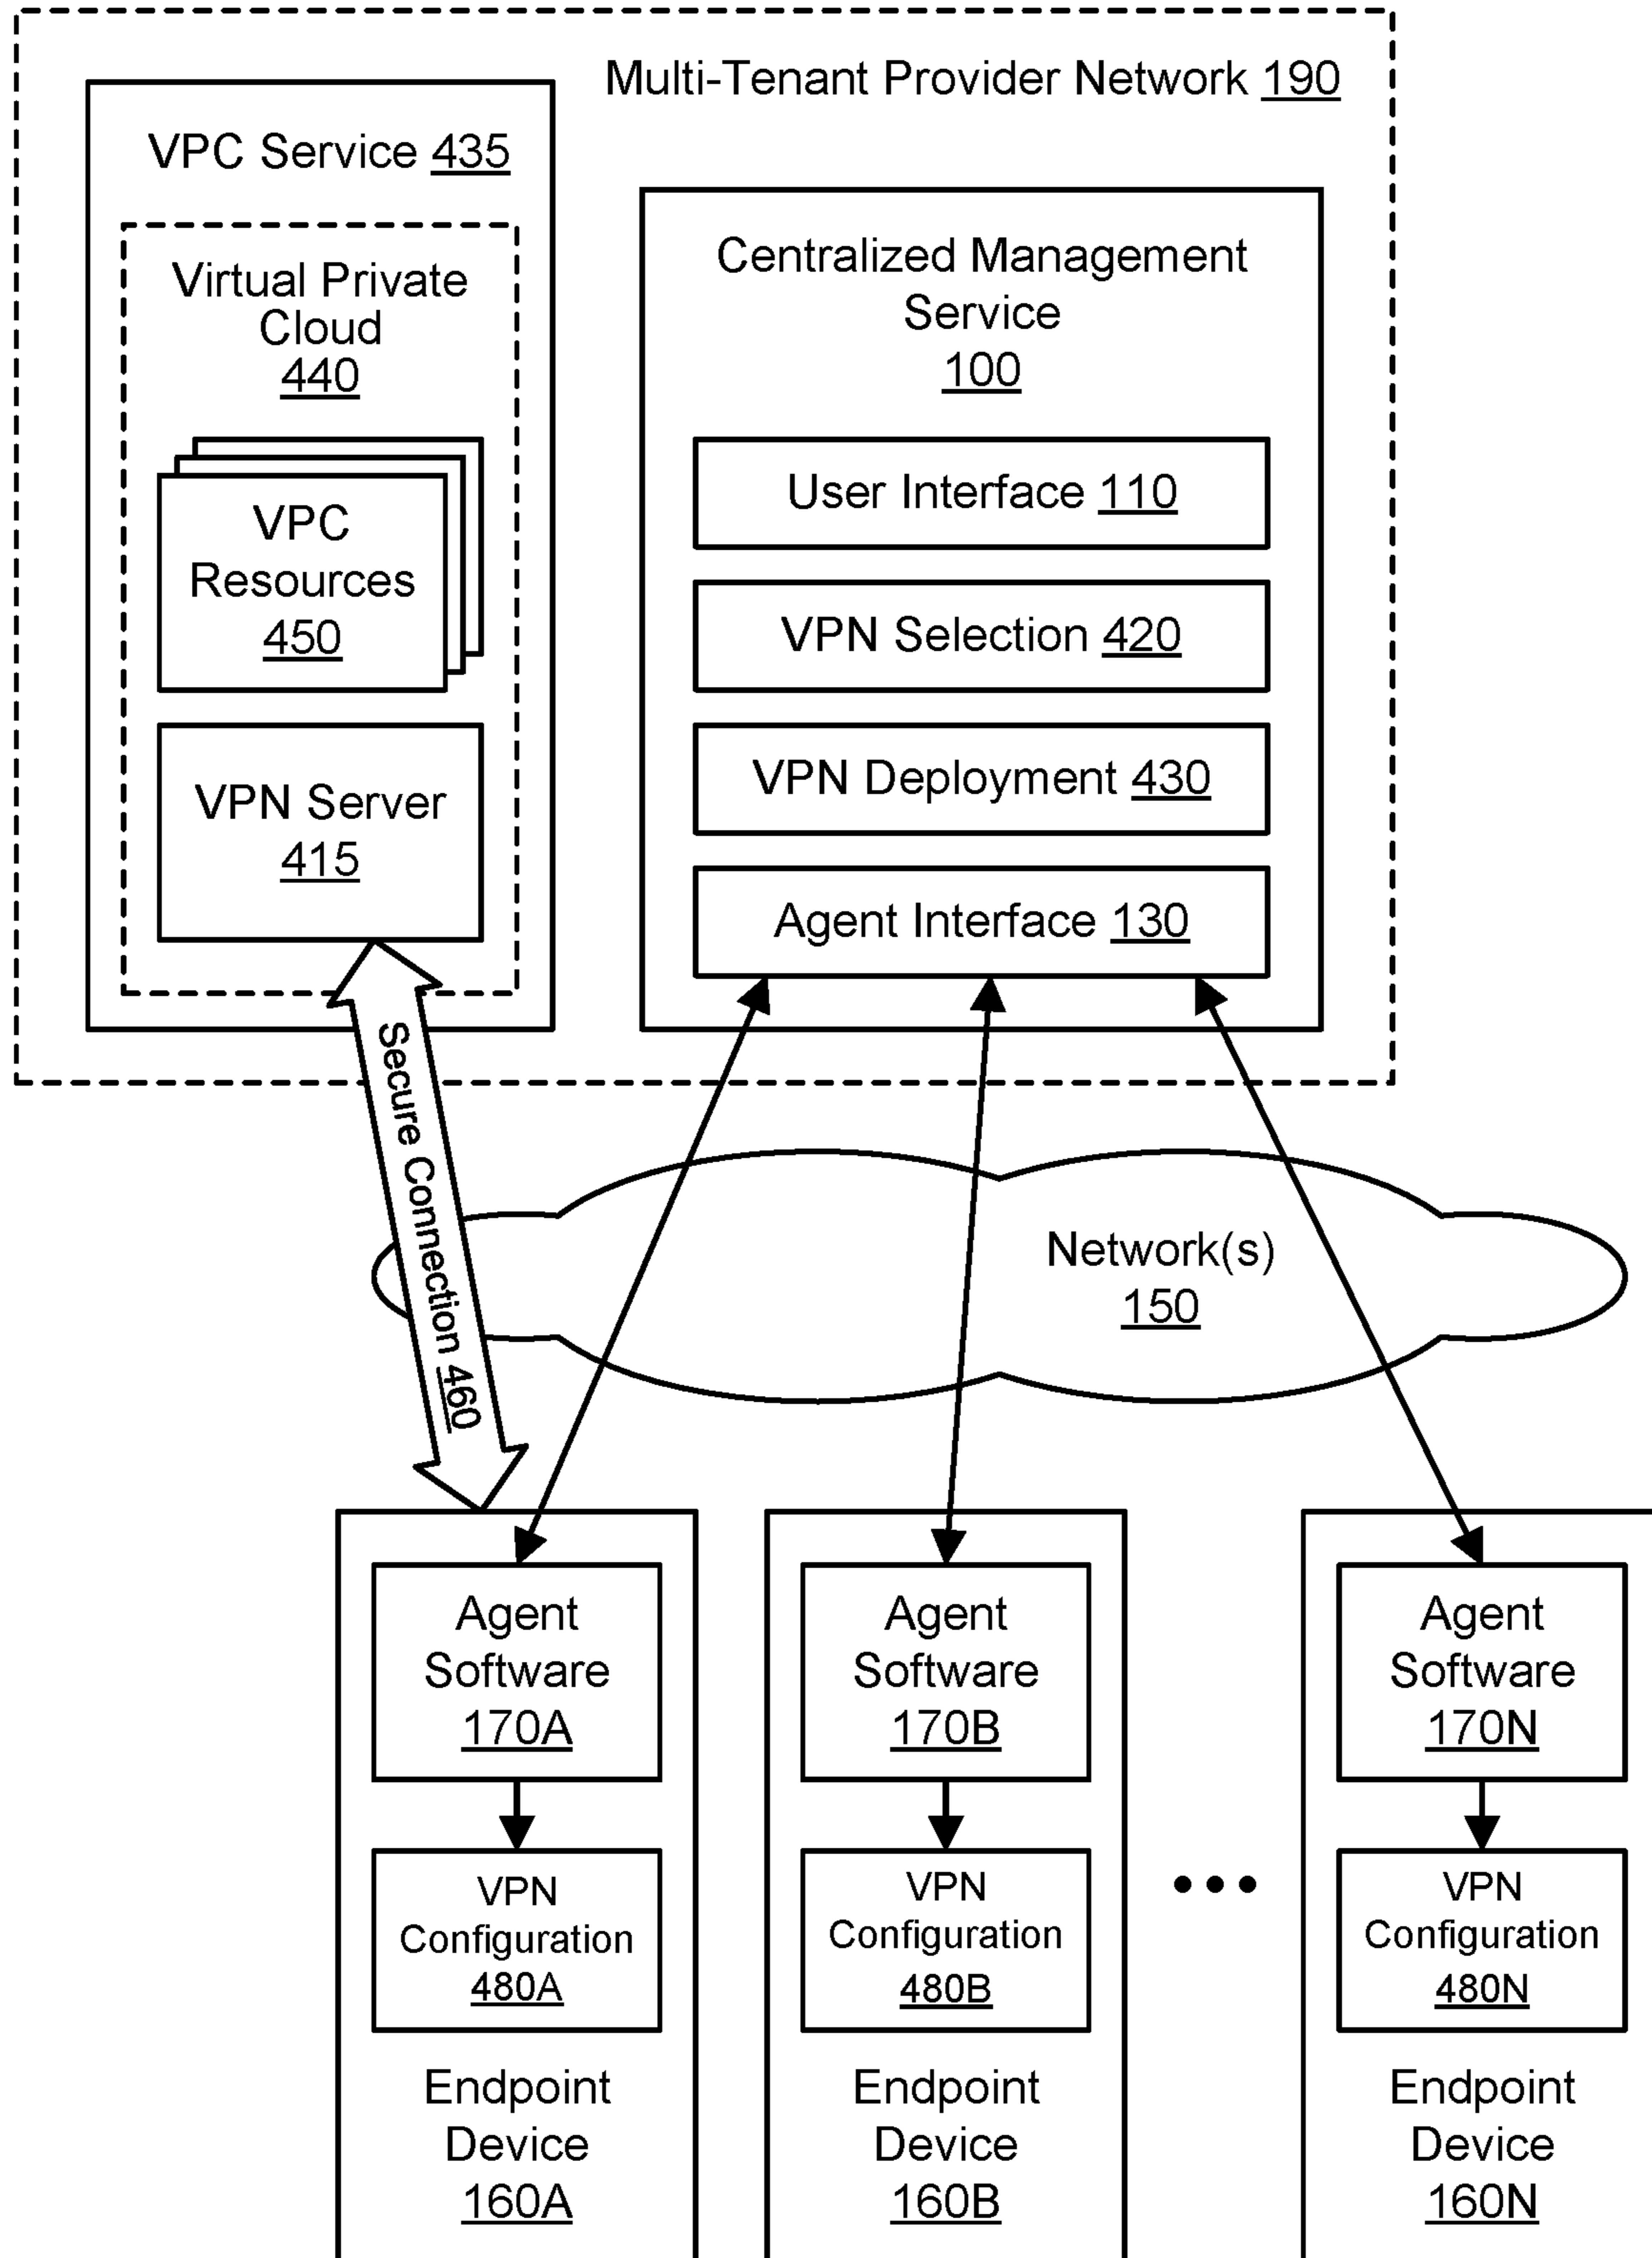 Multi-Tenant Provider Network 190
VPC Service 435
Virtual Private
Cloud
440
VPC
Resources
450
VPN Server
415
Centralized Management
Service
100
User Interface 110
VPN Selection 420
VPN Deployment 430
Agent Interface 130
Secure Connection 460
Network(s)
150
Agent
Software
170A
VPN
Configuration
480A
Endpoint
Device
160A
Agent
Software
170B
VPN
Configuration
480B
Endpoint
Device
160B
Agent
Software
170N
VPN
Configuration
480N
Endpoint
Device
160N